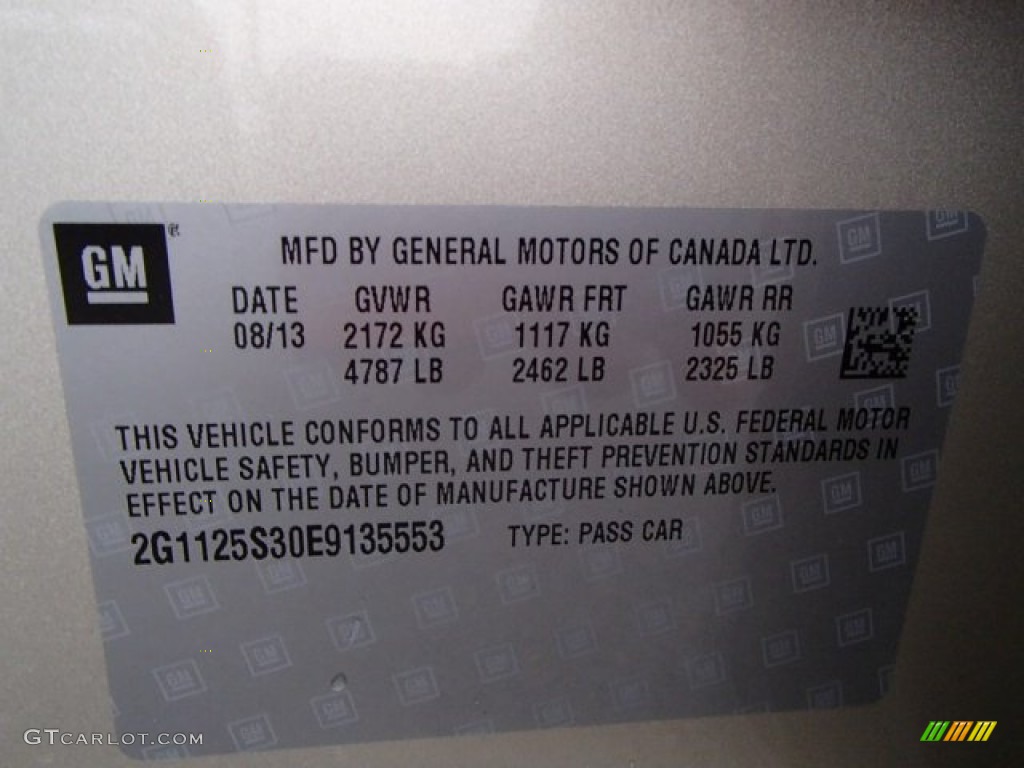 GM
MFD BY GENERAL MOTORS OF CANADA LTD.
DATE GVWR GAWR FRT GAWR RR
08/13 2172 KG 1117 KG 1055 KG
4787 LB 2462 LB 2325 LB
THIS VEHICLE CONFORMS TO ALL APPLICABLE U.S. FEDERAL MOTOR
VEHICLE SAFETY, BUMPER, AND THEFT PREVENTION STANDARDS IN
EFFECT ON THE DATE OF MANUFACTURE SHOWN ABOVE.
2G1125S30E9135553 TYPE: PASS CAR
GTCARLOT.COM